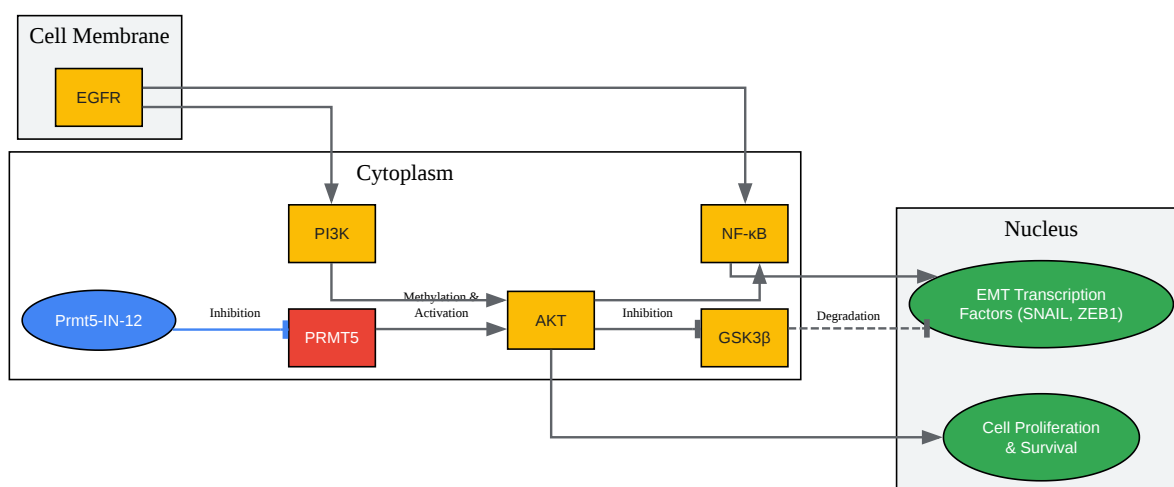 Cell Membrane
EGFR
Cytoplasm
PI3K
NF-κB
Nucleus
EMT Transcription
Factors (SNAIL, ZEB1)
Prmt5-IN-12
Inhibition
PRMT5
Methylation &
Activation
AKT
Inhibition
GSK3β
Degradation
Cell Proliferation
& Survival